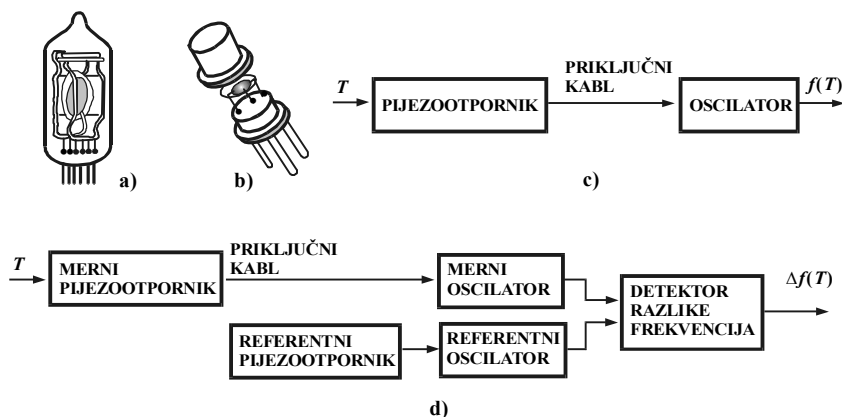 a)
b)
T
PIJEZOOTPORNIK
PRIKLJUČNI
KABL
OSCILATOR
f(T)
c)
T
MERNI
PIJEZOOTPORNIK
PRIKLJUČNI
KABL
MERNI
OSCILATOR
REFERENTNI
PIJEZOOTPORNIK
REFERENTNI
OSCILATOR
DETEKTOR
RAZLIKE
FREKVENCIJA
Δf(T)
d)